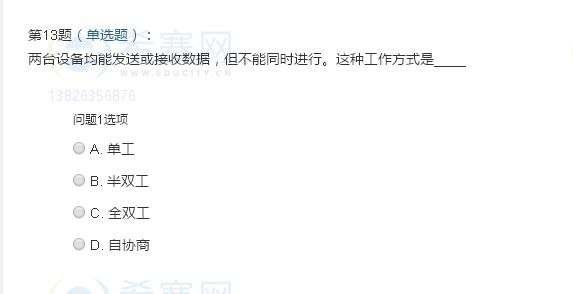 希赛网
第13题（单选题）：
两台设备均能发送或接收数据，但不能同时进行。这种工作方式是_____
WWW.EDUCITY.CN
13826356876
问题1选项
A. 单工
B. 半双工
C. 全双工
D. 自协商
希赛网